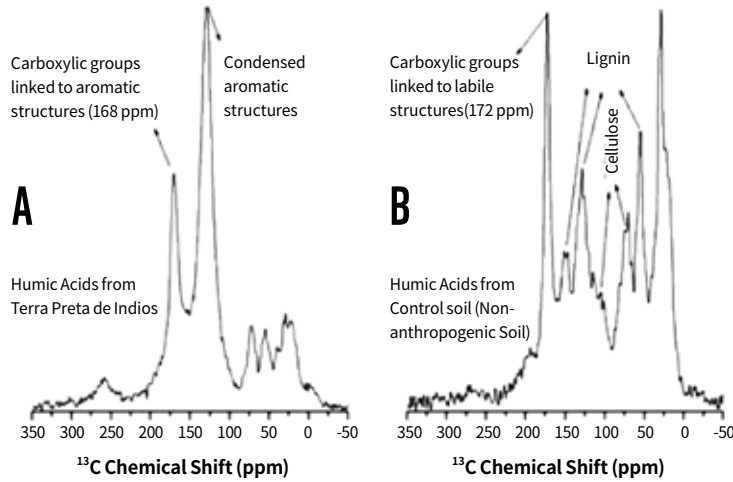 A
Carboxylic groups
linked to aromatic
structures (168 ppm)
Condensed
aromatic
structures
Humic Acids from
Terra Preta de Indios
350 300 250 200 150 100 50 0 -50
¹³C Chemical Shift (ppm)
B
Carboxylic groups
linked to labile
structures(172 ppm)
Lignin
Cellulose
Humic Acids from
Control soil (Non-
anthropogenic Soil)
350 300 250 200 150 100 50 0 -50
¹³C Chemical Shift (ppm)